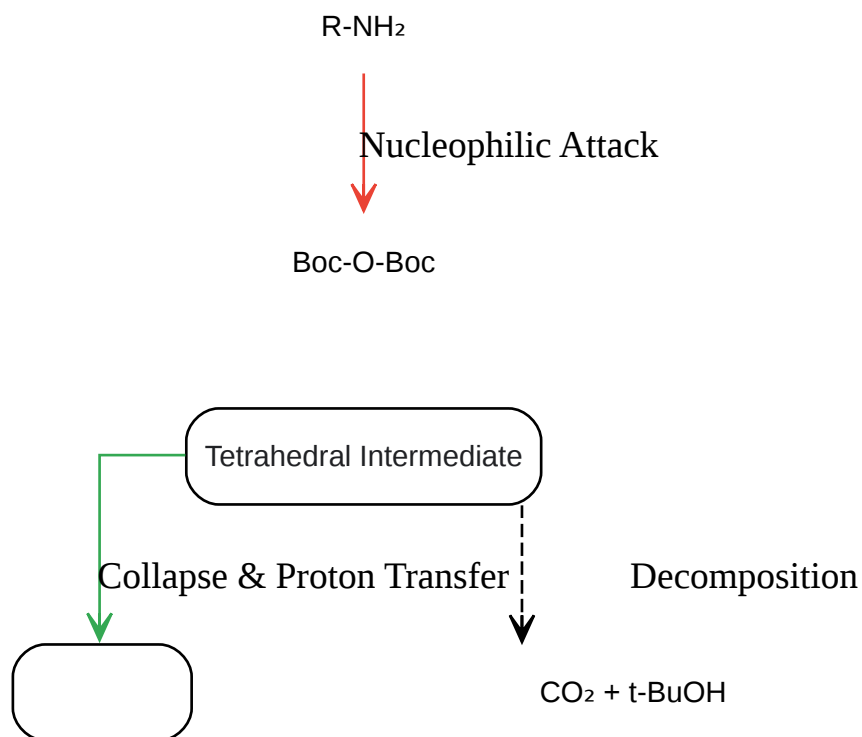 R-NH₂
Nucleophilic Attack
Boc-O-Boc
Tetrahedral Intermediate
Collapse & Proton Transfer
Decomposition
CO₂ + t-BuOH